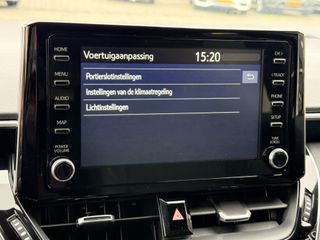 HOME
MENU
AUDIO
MAP
POWER
VOLUME
Voertuigaanpassing 15:20
Portierslotinstellingen
Instellingen van de klimaatregeling
Lichtinstellingen
CH >
< TRACK
PHONE
SETUP
TUNE
SCROLL